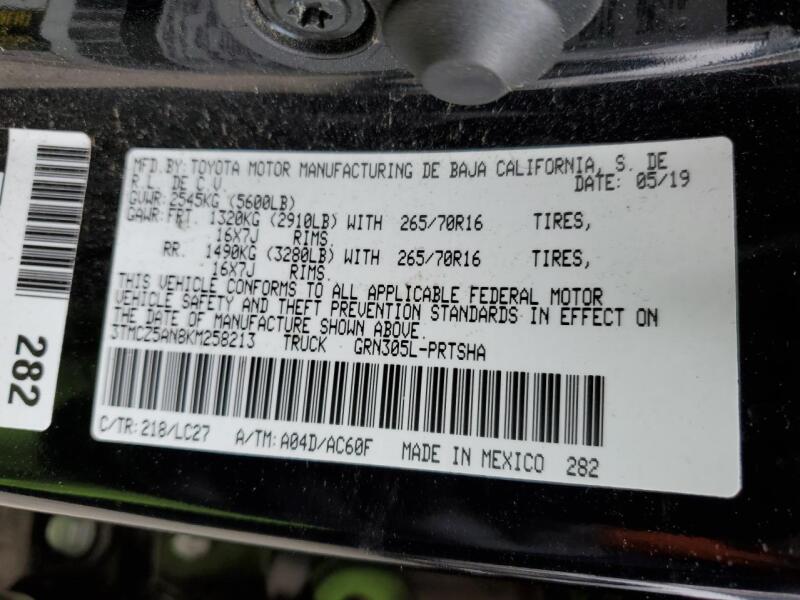 MFD.BY: TOYOTA MOTOR MANUFACTURING DE BAJA CALIFORNIA, S. DE
R.L. DE C.V. DATE: 05/19
GVWR: 2545KG (5600LB)
GAWR: FRT. 1320KG (2910LB) WITH 265/70R16 TIRES,
16X7J RIMS.
RR. 1490KG (3280LB) WITH 265/70R16 TIRES,
16X7J RIMS.
THIS VEHICLE CONFORMS TO ALL APPLICABLE FEDERAL MOTOR
VEHICLE SAFETY AND THEFT PREVENTION STANDARDS IN EFFECT ON
THE DATE OF MANUFACTURE SHOWN ABOVE.
3TMCZ5AN8KM258213 TRUCK GRN305L-PRTSHA
C/TR: 218/LC27 A/TM: A04D/AC60F MADE IN MEXICO 282
282